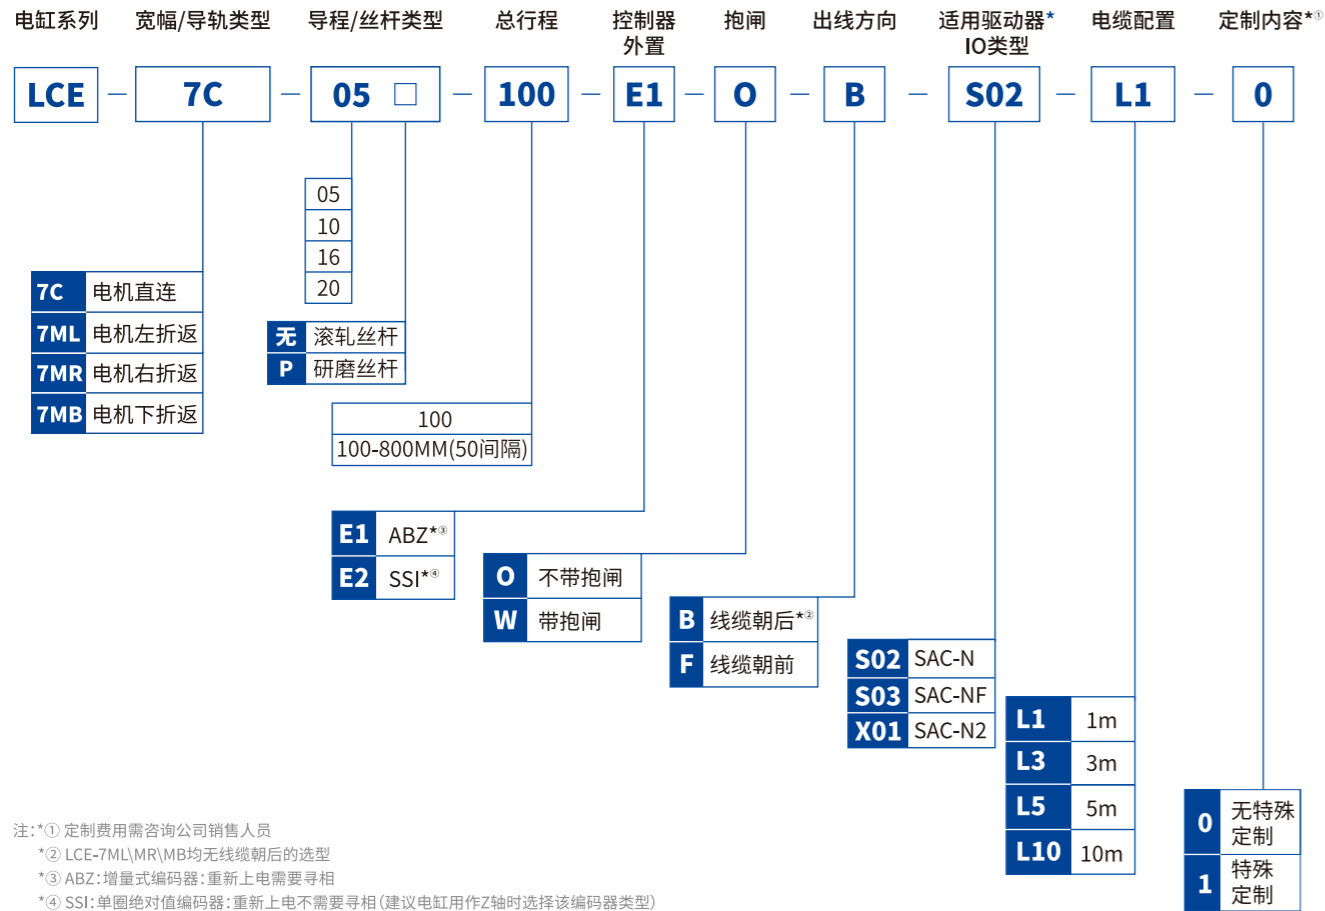 电缸系列 宽幅/导轨类型 导程/丝杆类型 总行程 控制器 抱闸 出线方向 适用驱动器* 电缆配置 定制内容*①
外置 IO类型
LCE — 7C — 05 □ — 100 — E1 — O — B — S02 — L1 — 0
05
10
16
20
7C 电机直连
7ML 电机左折返
7MR 电机右折返
7MB 电机下折返
无 滚轧丝杆
P 研磨丝杆
100
100-800MM(50间隔)
E1 ABZ*③
E2 SSI*④
O 不带抱闸
W 带抱闸
B 线缆朝后*②
F 线缆朝前
S02 SAC-N
S03 SAC-NF
X01 SAC-N2
L1 1m
L3 3m
L5 5m
L10 10m
0 无特殊
定制
1 特殊
定制
注:*① 定制费用需咨询公司销售人员
*② LCE-7ML\MR\MB均无线缆朝后的选型
*③ ABZ:增量式编码器:重新上电需要寻相
*④ SSI:单圈绝对值编码器:重新上电不需要寻相(建议电缸用作Z轴时选择该编码器类型)